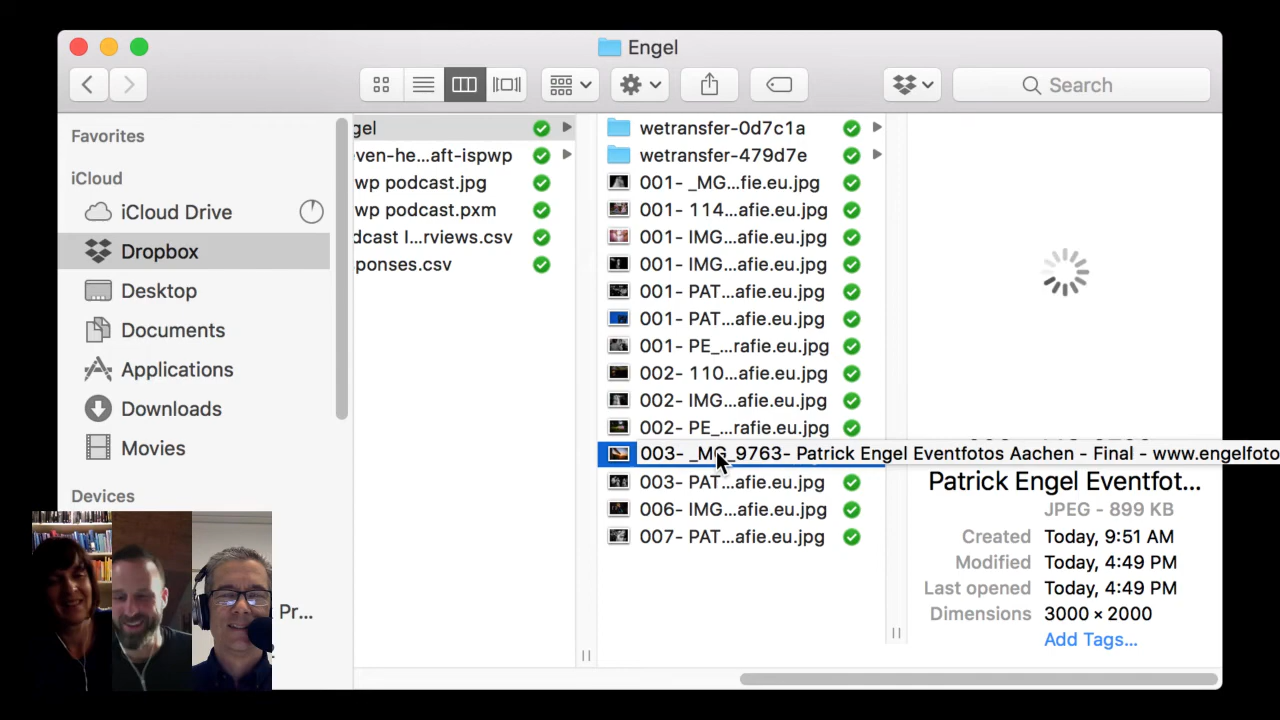 Engel
Search
Favorites
iCloud
iCloud Drive
Dropbox
Desktop
Documents
Applications
Downloads
Movies
Devices
Pr...
gel
ven-he...aft-ispwp
wp podcast.jpg
wp podcast.pxm
dcast I...rviews.csv
ponses.csv
wetransfer-0d7c1a
wetransfer-479d7e
001- _MG...fie.eu.jpg
001- 114...afie.eu.jpg
001- IMG...afie.eu.jpg
001- IMG...afie.eu.jpg
001- PAT...afie.eu.jpg
001- PAT...afie.eu.jpg
001- PE_...rafie.eu.jpg
002- 110...afie.eu.jpg
002- IMG...afie.eu.jpg
002- PE_...rafie.eu.jpg
003- _MG_9763- Patrick Engel Eventfotos Aachen - Final - www.engelfoto
003- PAT...afie.eu.jpg
006- IMG...afie.eu.jpg
007- PAT...afie.eu.jpg
Patrick Engel Eventfot...
JPEG - 899 KB
Created Today, 9:51 AM
Modified Today, 4:49 PM
Last opened Today, 4:49 PM
Dimensions 3000 × 2000
Add Tags...